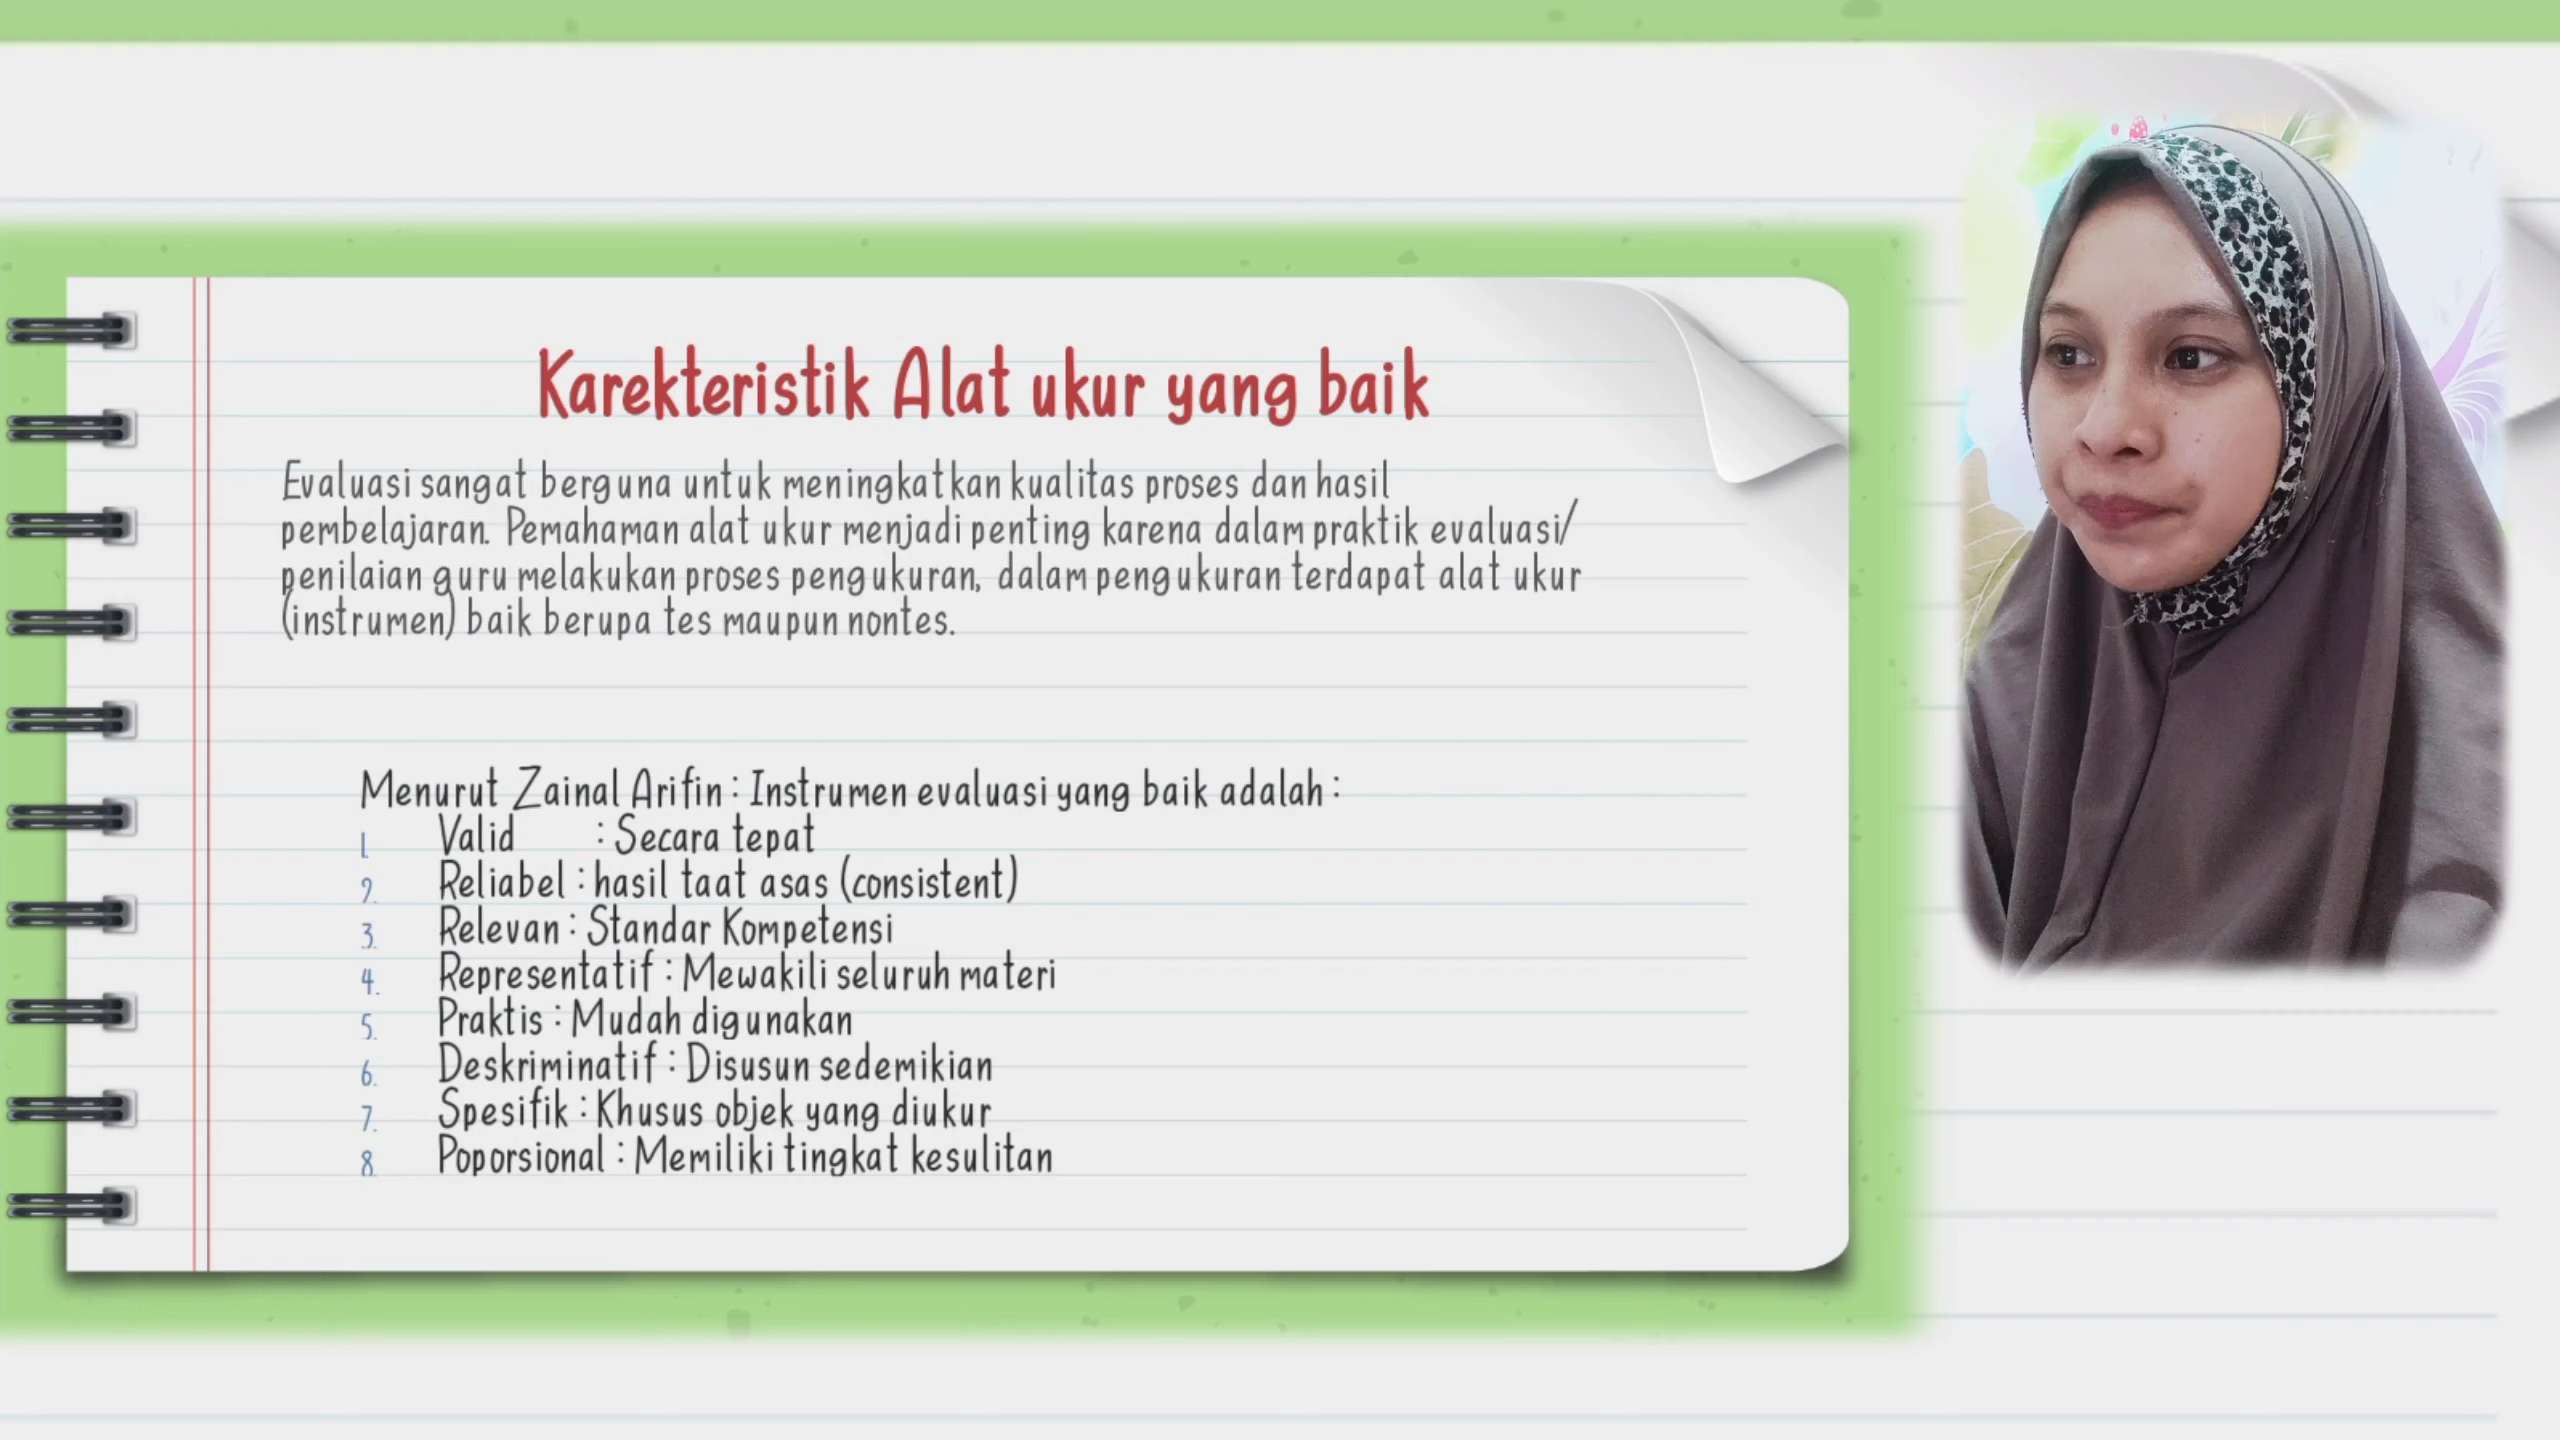 Karekteristik Alat ukur yang baik
Evaluasi sangat berguna untuk meningkatkan kualitas proses dan hasil
pembelajaran. Pemahaman alat ukur menjadi penting karena dalam praktik evaluasi/
penilaian guru melakukan proses pengukuran, dalam pengukuran terdapat alat ukur
(instrumen) baik berupa tes maupun nontes.
Menurut Zainal Arifin : Instrumen evaluasi yang baik adalah :
1. Valid : Secara tepat
2. Reliabel : hasil taat asas (consistent)
3. Relevan : Standar Kompetensi
4. Representatif : Mewakili seluruh materi
5. Praktis : Mudah digunakan
6. Deskriminatif : Disusun sedemikian
7. Spesifik : Khusus objek yang diukur
8. Poporsional : Memiliki tingkat kesulitan